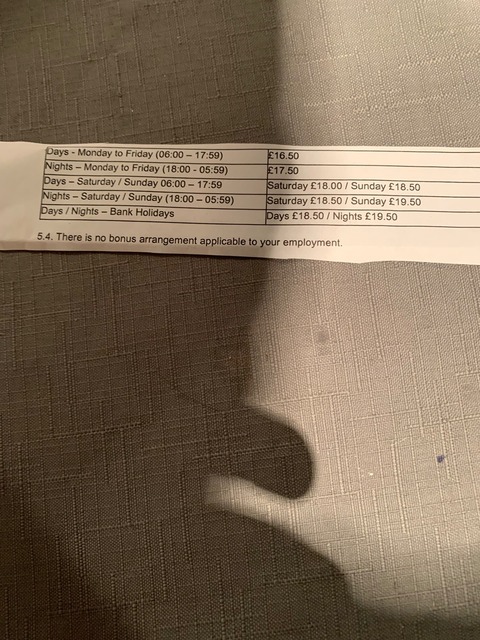 Days - Monday to Friday (06:00 – 17:59) £16.50
Nights – Monday to Friday (18:00 - 05:59) £17.50
Days – Saturday / Sunday 06:00 - 17:59 Saturday £18.00 / Sunday £18.50
Nights – Saturday / Sunday (18:00 – 05:59) Saturday £18.50 / Sunday £19.50
Days / Nights – Bank Holidays Days £18.50 / Nights £19.50
5.4. There is no bonus arrangement applicable to your employment.